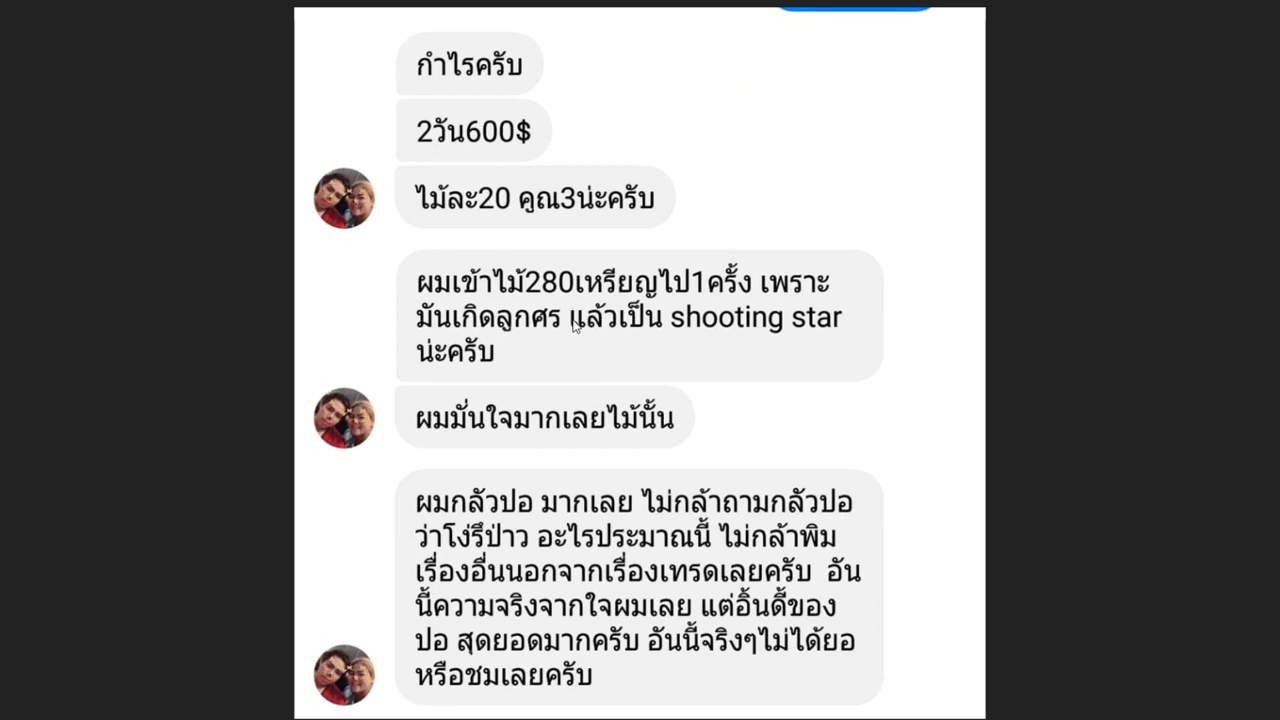 กำไรครับ
2วัน600$
ไม้ละ20 คูณ3น่ะครับ
ผมเข้าไม้280เหรียญไป1ครั้ง เพราะ
มันเกิดลูกศร แล้วเป็น shooting star
น่ะครับ
ผมมั่นใจมากเลยไม้นั้น
ผมกลัวปอ มากเลย ไม่กล้าถามกลัวปอ
ว่าโง่รึป่าว อะไรประมาณนี้ ไม่กล้าพิม
เรื่องอื่นนอกจากเรื่องเทรดเลยครับ อัน
นี้ความจริงจากใจผมเลย แต่อิ้นดี้ของ
ปอ สุดยอดมากครับ อันนี้จริงๆไม่ได้ยอ
หรือชมเลยครับ